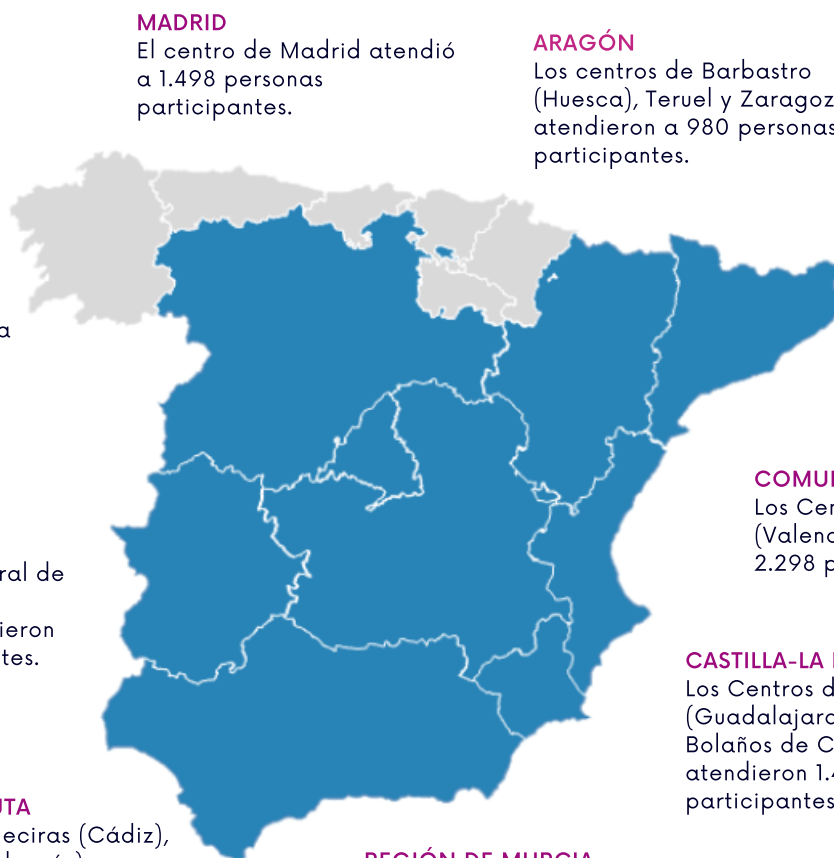 MADRID
El centro de Madrid atendió
a 1.498 personas
participantes.
ARAGÓN
Los centros de Barbastro
(Huesca), Teruel y Zaragoz
atendieron a 980 personas
participantes.
a
ral de
ieron
tes.
COMU
Los Cen
(Valenc
2.298 p
CASTILLA-LA
Los Centros d
(Guadalajara
Bolaños de C
atendieron 1.4
participantes
UTA
eciras (Cádiz),
REGIÓN DE MURCIA